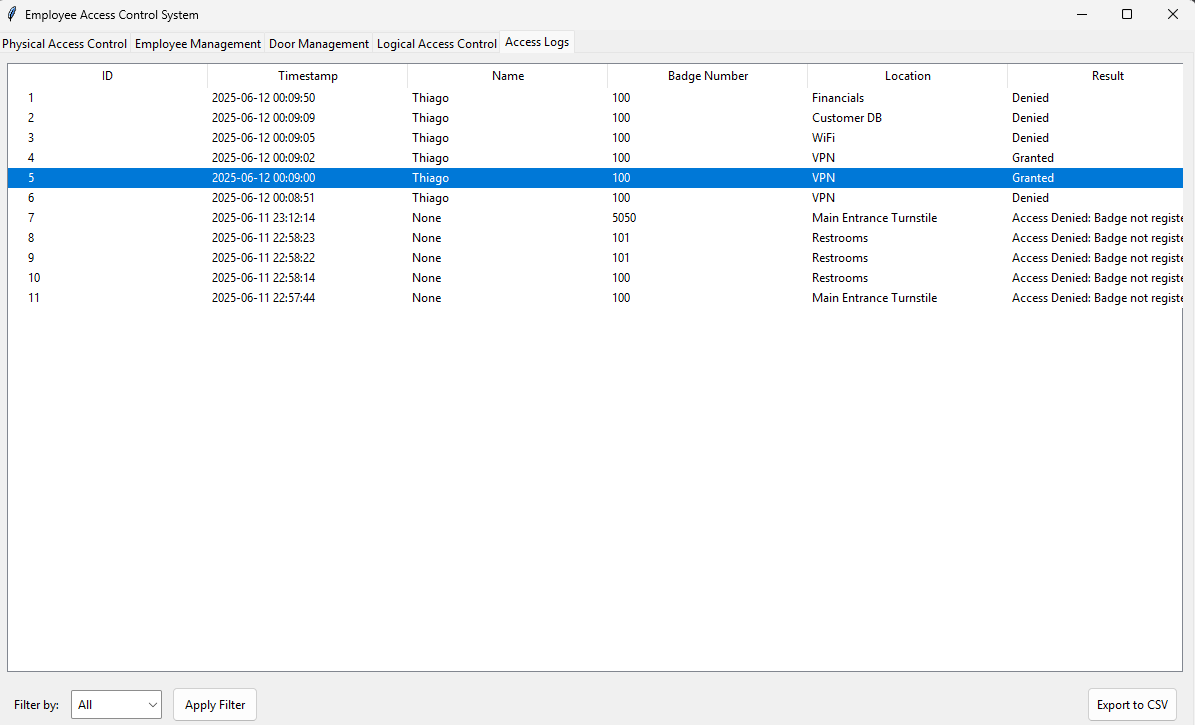 Employee Access Control System
Physical Access Control Employee Management Door Management Logical Access Control Access Logs
ID Timestamp Name Badge Number Location Result
1 2025-06-12 00:09:50 Thiago 100 Financials Denied
2 2025-06-12 00:09:09 Thiago 100 Customer DB Denied
3 2025-06-12 00:09:05 Thiago 100 WiFi Denied
4 2025-06-12 00:09:02 Thiago 100 VPN Granted
5 2025-06-12 00:09:00 Thiago 100 VPN Granted
6 2025-06-12 00:08:51 Thiago 100 VPN Denied
7 2025-06-11 23:12:14 None 5050 Main Entrance Turnstile Access Denied: Badge not registe
8 2025-06-11 22:58:23 None 101 Restrooms Access Denied: Badge not registe
9 2025-06-11 22:58:22 None 101 Restrooms Access Denied: Badge not registe
10 2025-06-11 22:58:14 None 100 Restrooms Access Denied: Badge not registe
11 2025-06-11 22:57:44 None 100 Main Entrance Turnstile Access Denied: Badge not registe
Filter by: All Apply Filter Export to CSV